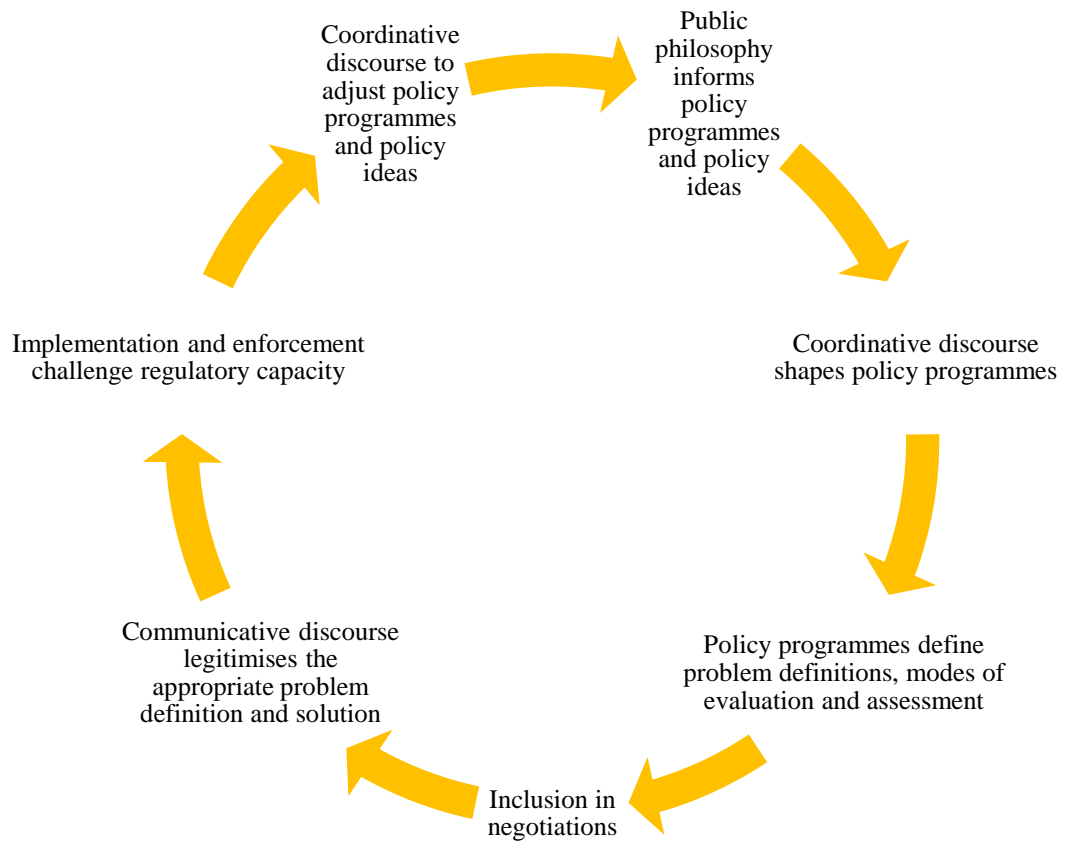 Coordinative
discourse to
adjust policy
programmes
and policy
ideas
Public
philosophy
informs
policy
programmes
and policy
ideas
Coordinative discourse
shapes policy programmes
Policy programmes define
problem definitions, modes of
evaluation and assessment
Inclusion in
negotiations
Communicative discourse
legitimises the
appropriate problem
definition and solution
Implementation and enforcement
challenge regulatory capacity